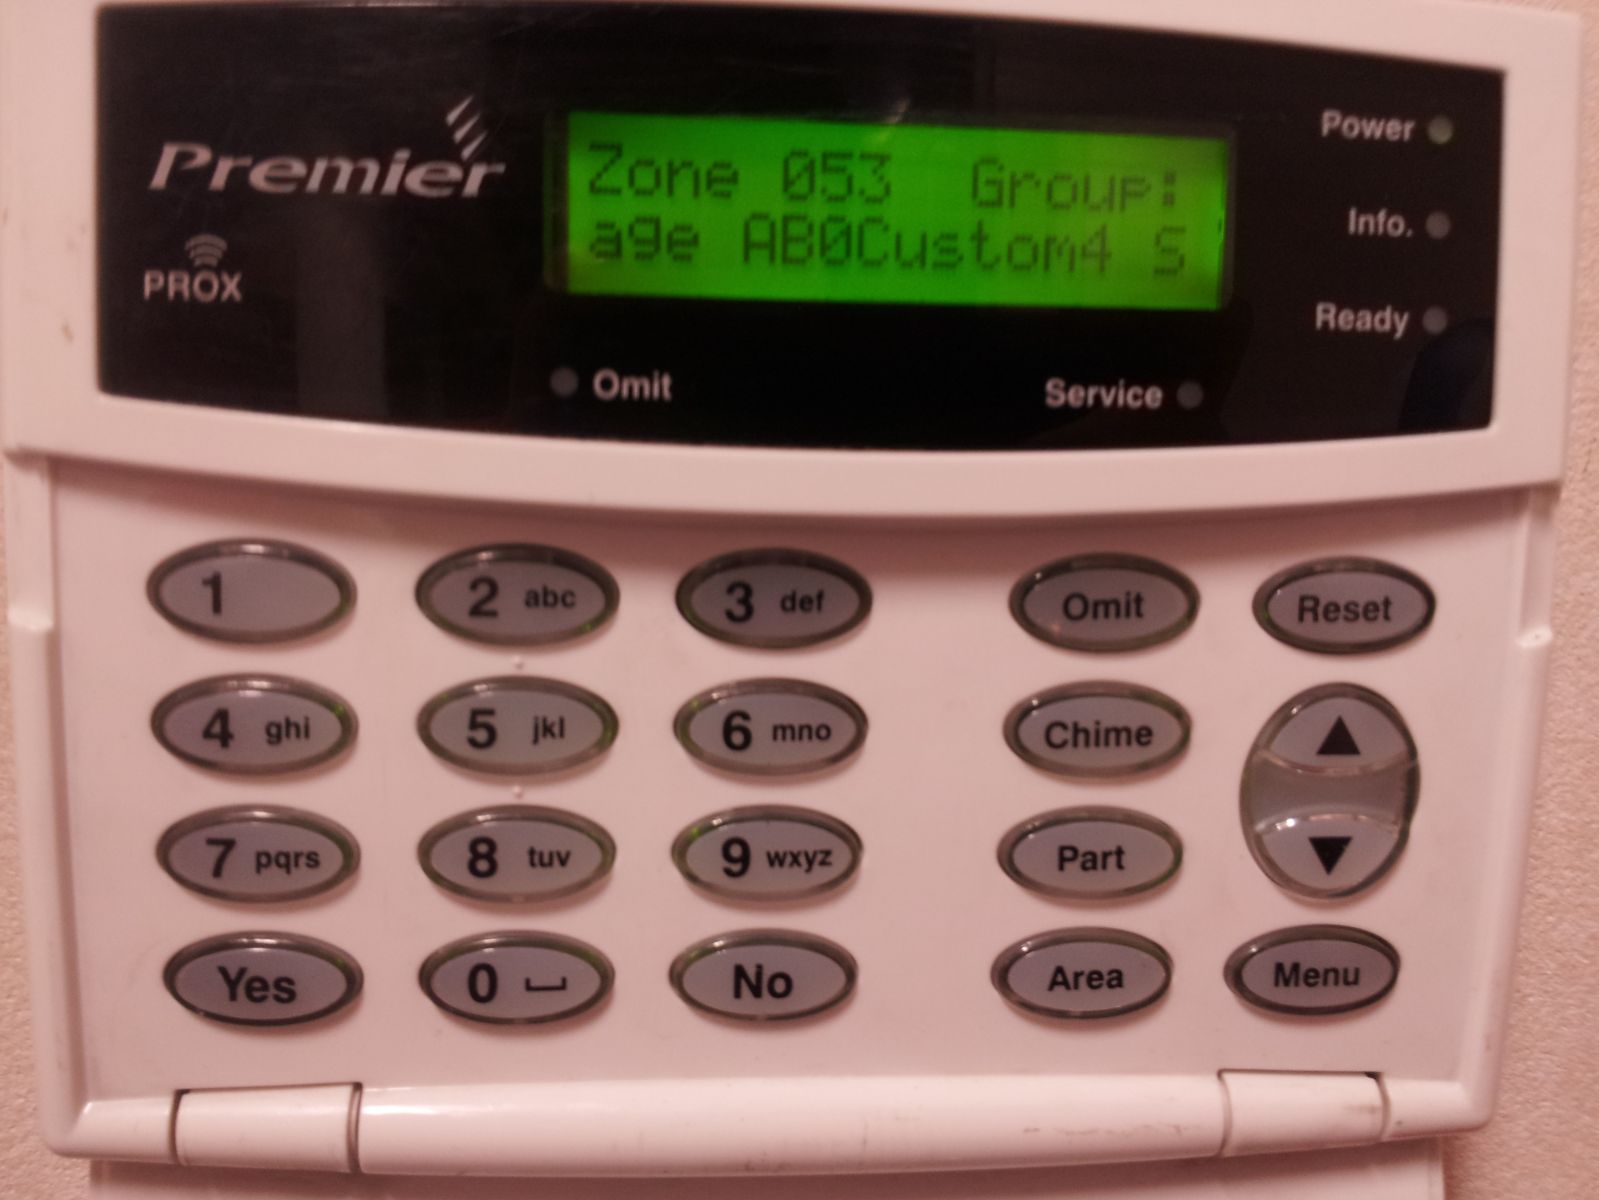 Premier
PROX
Zone 053 Group:
age AB0Custom4 S
Power
Info.
Ready
Omit
Service
1
2 abc
3 def
Omit
Reset
4 ghi
5 jkl
6 mno
Chime
7 pqrs
8 tuv
9 wxyz
Part
Yes
0
No
Area
Menu